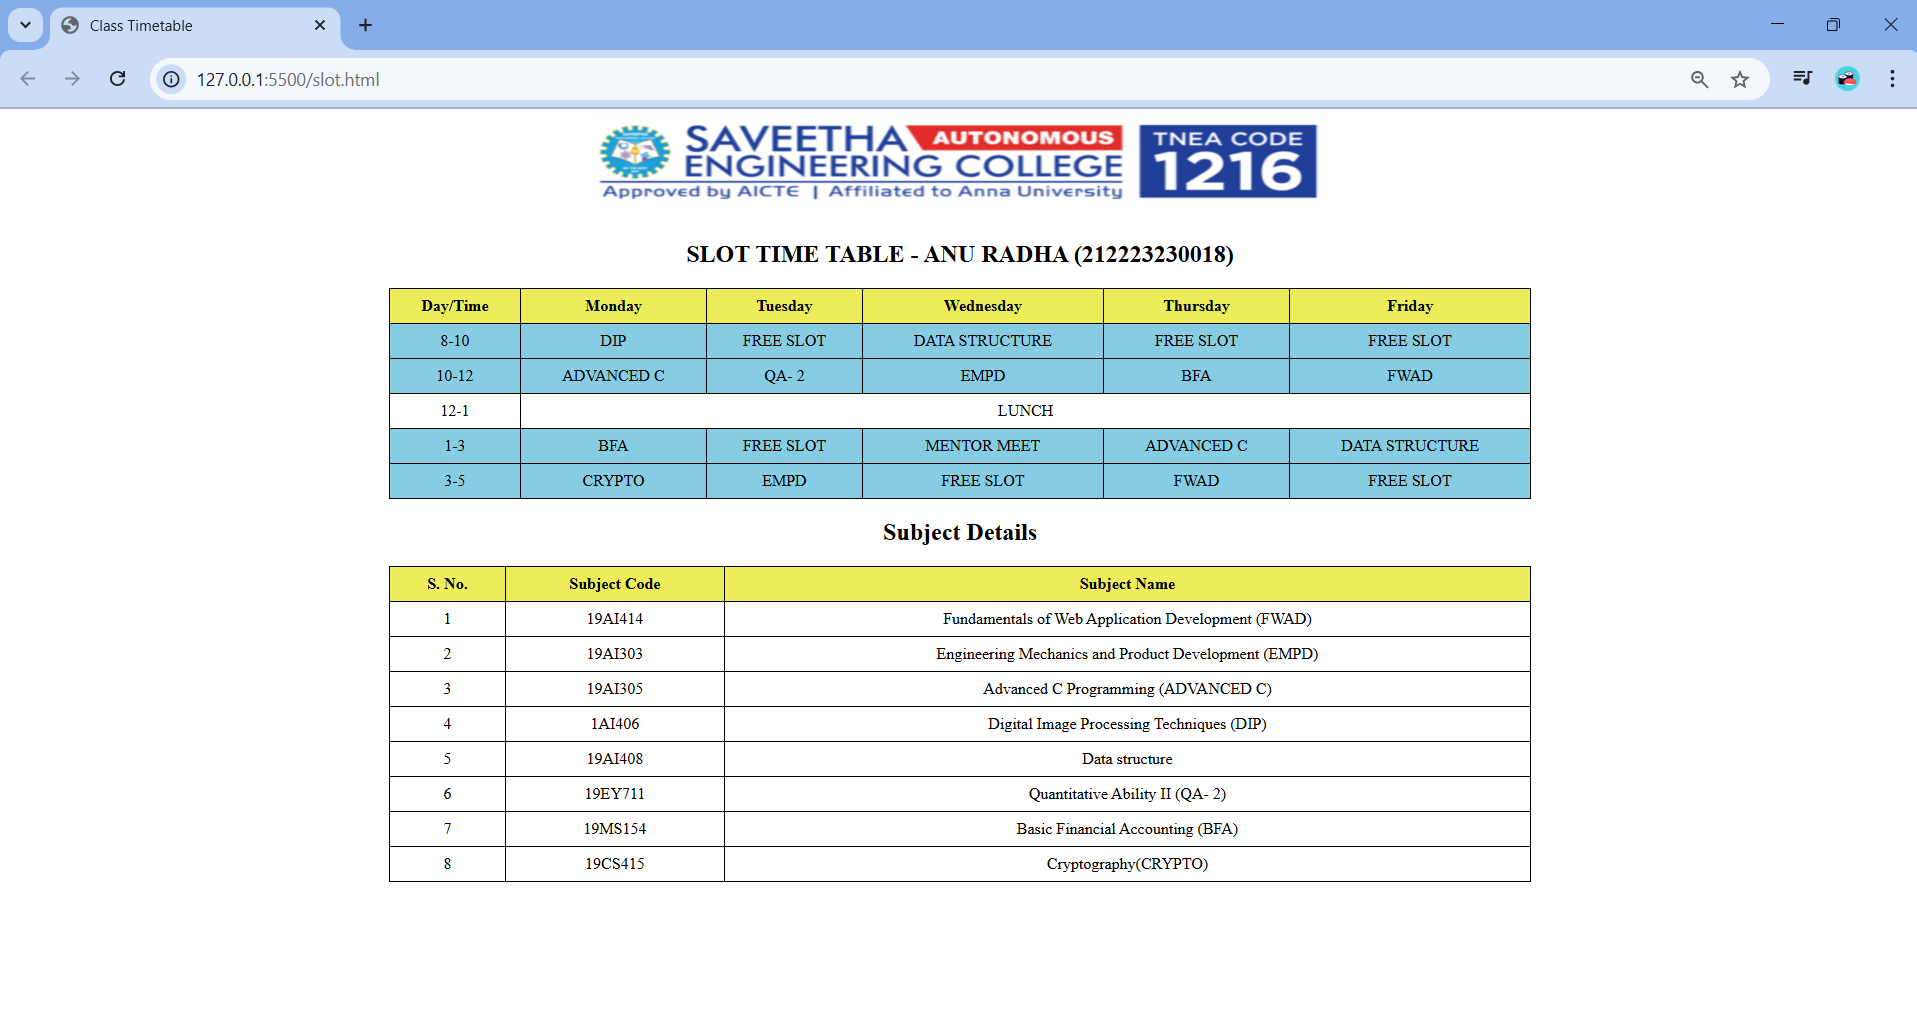 Class Timetable
127.0.0.1:5500/slot.html
SAVEETHA AUTONOMOUS
ENGINEERING COLLEGE
Approved by AICTE | Affiliated to Anna University
TNEA CODE
1216
SLOT TIME TABLE - ANU RADHA (212223230018)
Day/Time Monday Tuesday Wednesday Thursday Friday
8-10 DIP FREE SLOT DATA STRUCTURE FREE SLOT FREE SLOT
10-12 ADVANCED C QA- 2 EMPD BFA FWAD
12-1 LUNCH
1-3 BFA FREE SLOT MENTOR MEET ADVANCED C DATA STRUCTURE
3-5 CRYPTO EMPD FREE SLOT FWAD FREE SLOT
Subject Details
S. No. Subject Code Subject Name
1 19AI414 Fundamentals of Web Application Development (FWAD)
2 19AI303 Engineering Mechanics and Product Development (EMPD)
3 19AI305 Advanced C Programming (ADVANCED C)
4 1AI406 Digital Image Processing Techniques (DIP)
5 19AI408 Data structure
6 19EY711 Quantitative Ability II (QA- 2)
7 19MS154 Basic Financial Accounting (BFA)
8 19CS415 Cryptography(CRYPTO)